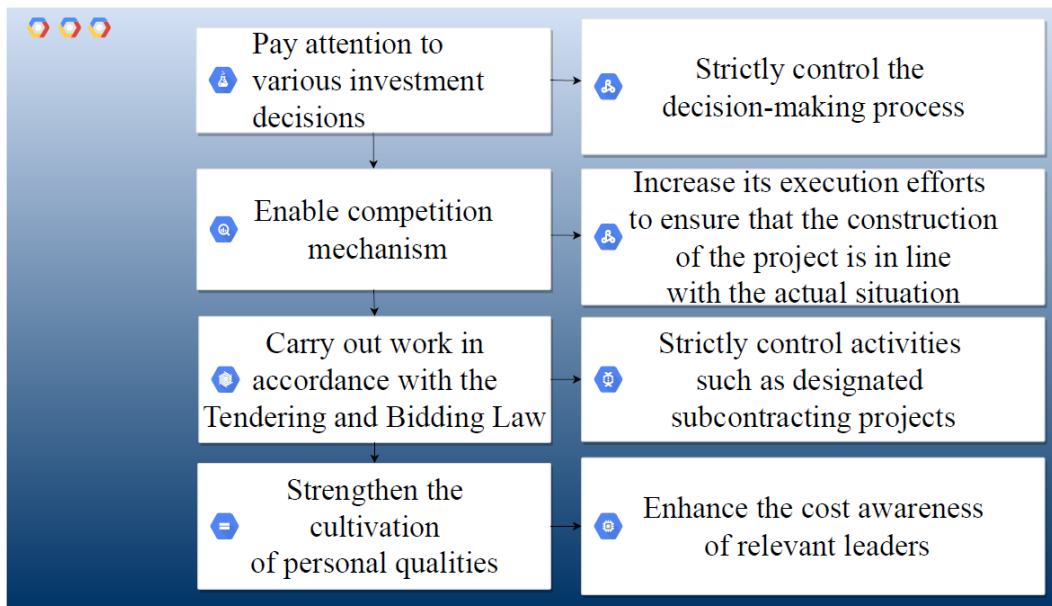 Pay attention to
various investment
decisions
Strictly control the
decision-making process
Enable competition
mechanism
Increase its execution efforts
to ensure that the construction
of the project is in line
with the actual situation
Carry out work in
accordance with the
Tendering and Bidding Law
Strictly control activities
such as designated
subcontracting projects
Strengthen the
cultivation
of personal qualities
Enhance the cost awareness
of relevant leaders